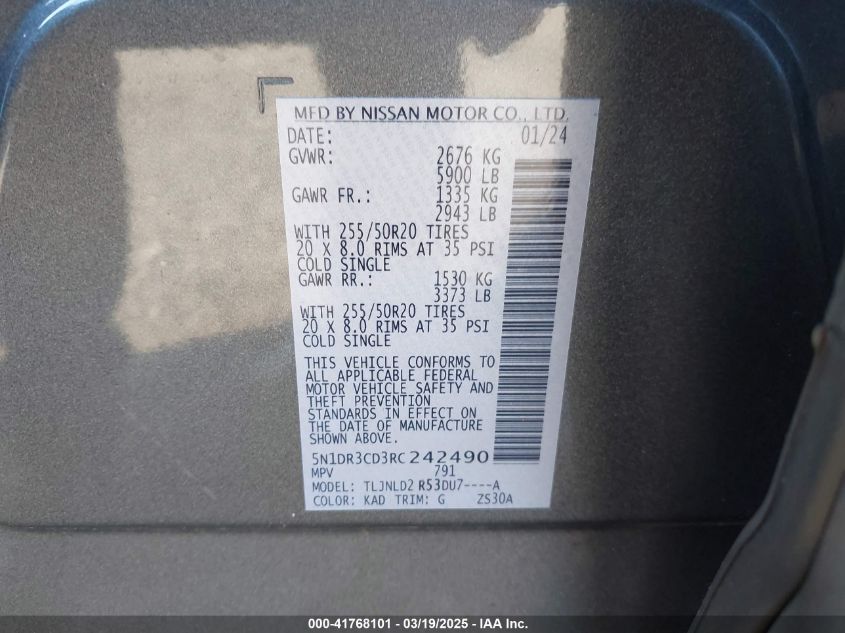 MFD BY NISSAN MOTOR CO., LTD.
DATE: 01/24
GVWR: 2676 KG
5900 LB
GAWR FR.: 1335 KG
2943 LB
WITH 255/50R20 TIRES
20 X 8.0 RIMS AT 35 PSI
COLD SINGLE
GAWR RR.: 1530 KG
3373 LB
WITH 255/50R20 TIRES
20 X 8.0 RIMS AT 35 PSI
COLD SINGLE
THIS VEHICLE CONFORMS TO
ALL APPLICABLE FEDERAL
MOTOR VEHICLE SAFETY AND
THEFT PREVENTION
STANDARDS IN EFFECT ON
THE DATE OF MANUFACTURE
SHOWN ABOVE.
5N1DR3CD3RC242490
MPV 791
MODEL: TLJNLD2 R53DU7----A
COLOR: KAD TRIM: G ZS30A
000-41768101 - 03/19/2025 - IAA Inc.